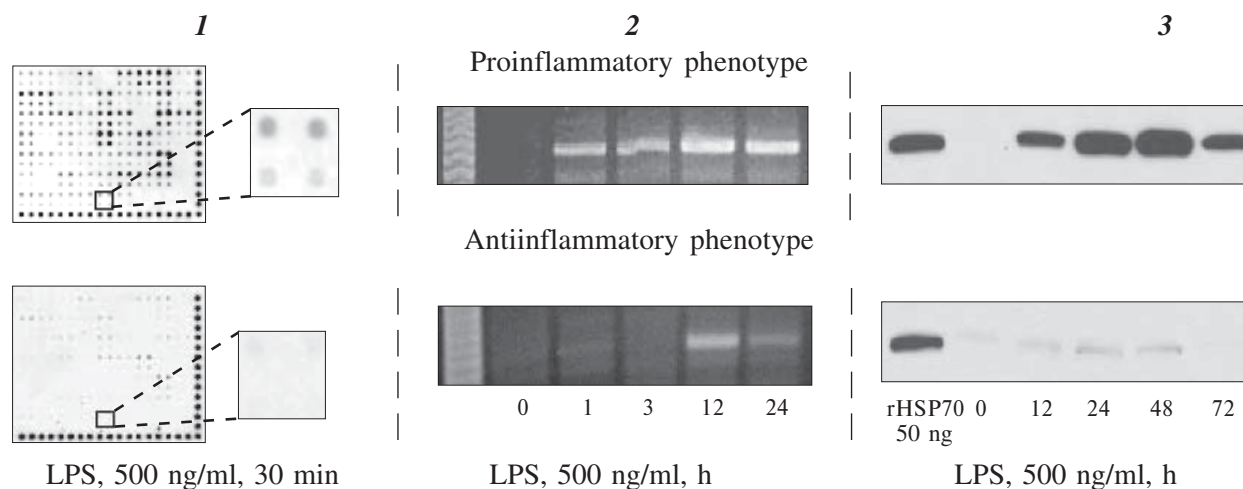 1 2 3
Proinflammatory phenotype
Antiinflammatory phenotype
0 1 3 12 24
rHSP70 0 12 24 48 72
50 ng
LPS, 500 ng/ml, 30 min LPS, 500 ng/ml, h LPS, 500 ng/ml, h